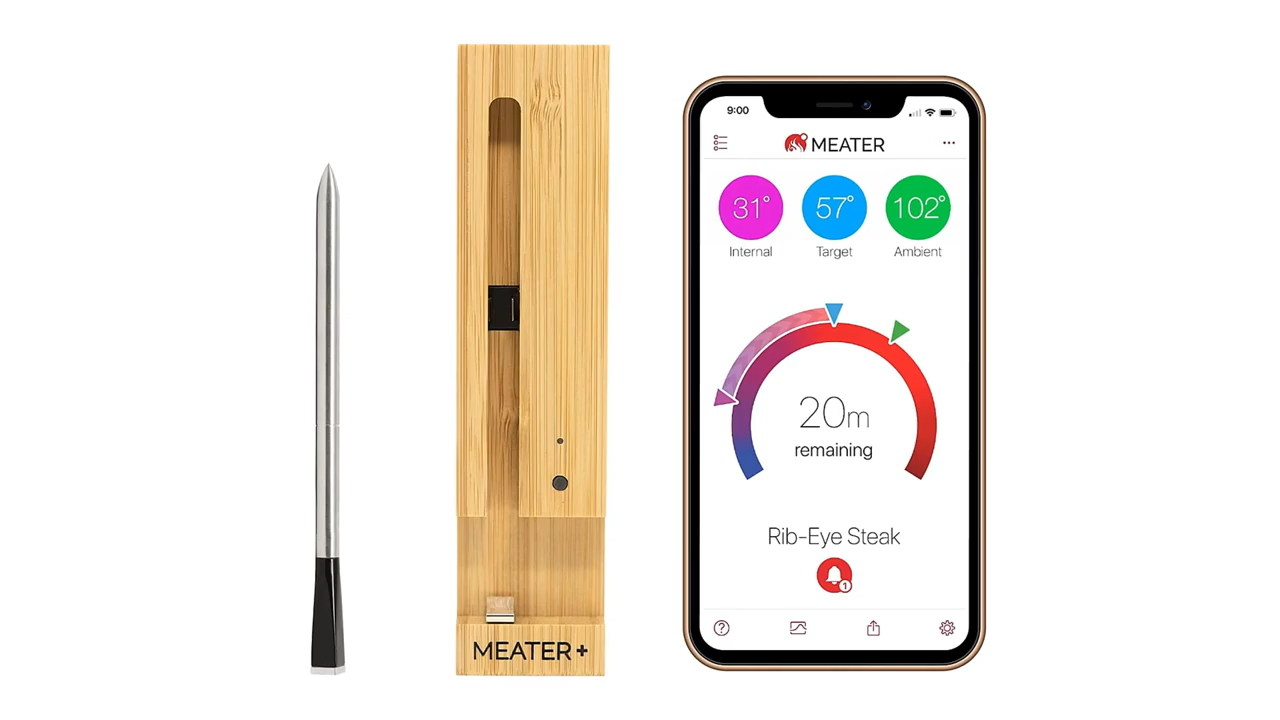 MEATER+
9:00
MEATER
31° 57° 102°
Internal Target Ambient
20m
remaining
Rib-Eye Steak
1
?